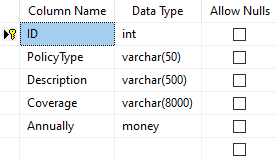 Column Name Data Type Allow Nulls
ID int
PolicyType varchar(50)
Description varchar(500)
Coverage varchar(8000)
Annually money